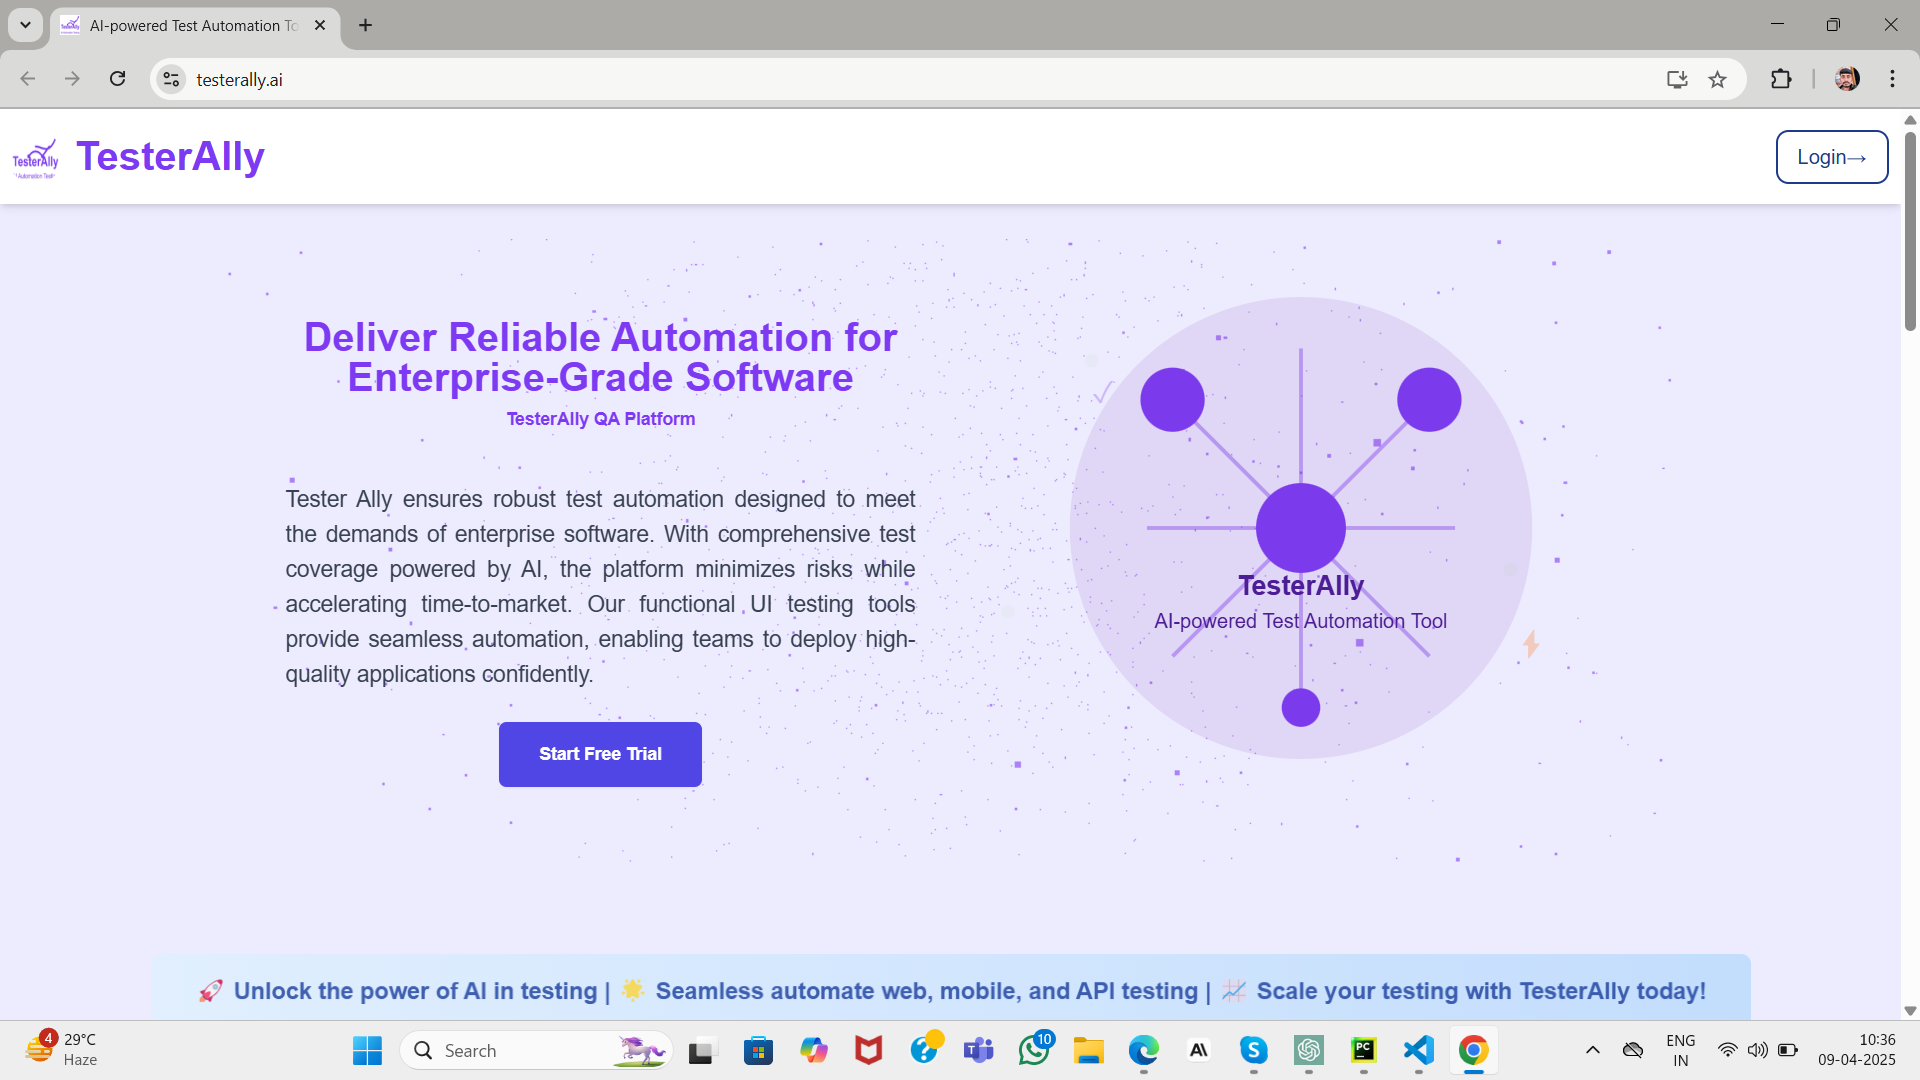 AI-powered Test Automation To
testerally.ai
TesterAlly
TesterAlly
Login→
Deliver Reliable Automation for
Enterprise-Grade Software
TesterAlly QA Platform
Tester Ally ensures robust test automation designed to meet
the demands of enterprise software. With comprehensive test
coverage powered by AI, the platform minimizes risks while
accelerating time-to-market. Our functional UI testing tools
provide seamless automation, enabling teams to deploy high-
quality applications confidently.
Start Free Trial
TesterAlly
AI-powered Test Automation Tool
🚀 Unlock the power of AI in testing | 🌟 Seamless automate web, mobile, and API testing | 📈 Scale your testing with TesterAlly today!
4
29°C
Haze
Search
10
PC
ENG
IN
10:36
09-04-2025